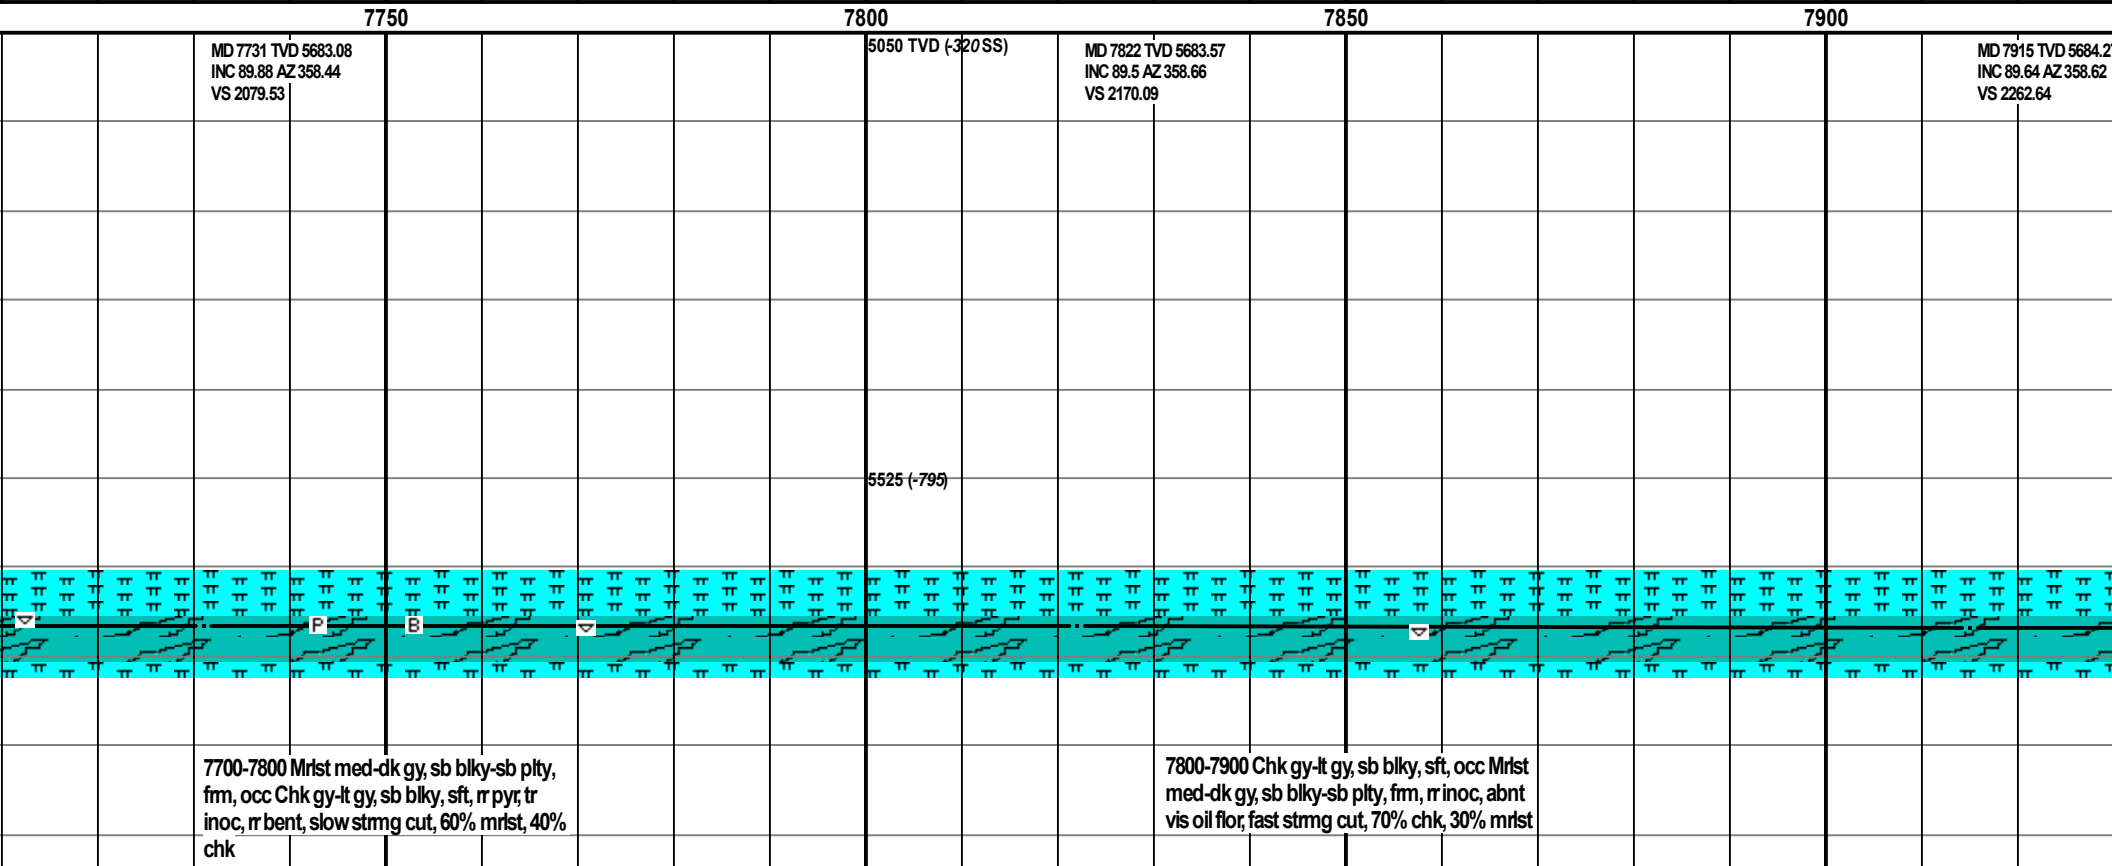 7750 7800 7850 7900
MD 7731 TVD 5683.08
INC 89.88 AZ 358.44
VS 2079.53
5050 TVD (-320 SS)
MD 7822 TVD 5683.57
INC 89.5 AZ 358.66
VS 2170.09
MD 7915 TVD 5684.27
INC 89.64 AZ 358.62
VS 2262.64
5525 (-795)
P B
7700-7800 Mrlst med-dk gy, sb blky-sb plty,
frm, occ Chk gy-lt gy, sb blky, sft, rr pyr, tr
inoc, rr bent, slow strmg cut, 60% mrlst, 40%
chk
7800-7900 Chk gy-lt gy, sb blky, sft, occ Mrlst
med-dk gy, sb blky-sb plty, frm, rr inoc, abnt
vis oil flor, fast strmg cut, 70% chk, 30% mrlst